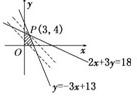 y
P(3, 4)
O
x
2x+3y=18
y=-3x+13